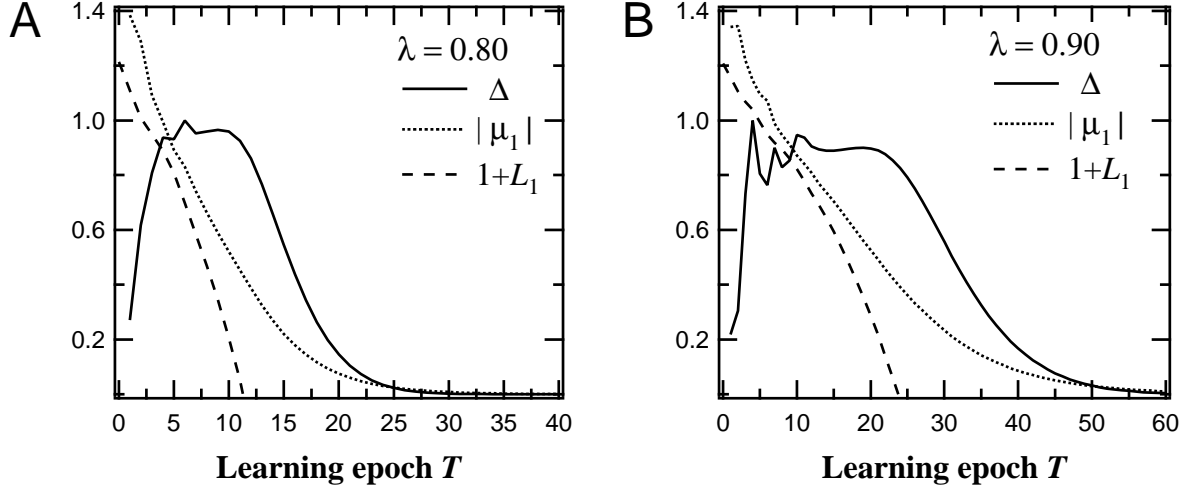 A
λ = 0.80
Δ
| μ1 |
1+L1
1.4
1.0
0.6
0.2
0 5 10 15 20 25 30 35 40
Learning epoch T
B
λ = 0.90
Δ
| μ1 |
1+L1
1.4
1.0
0.6
0.2
0 10 20 30 40 50 60
Learning epoch T